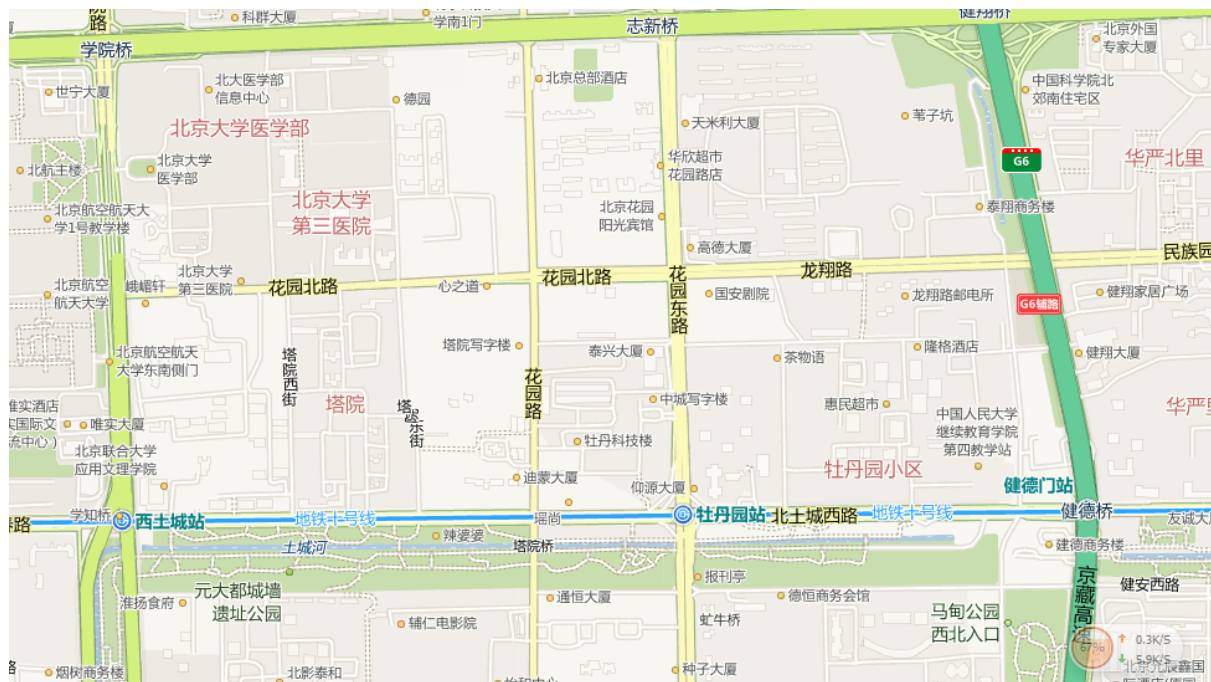 科群大厦
学南1门
志新桥
健翔桥
学院桥
北京外国
专家大厦
北大医学部
信息中心
北京总部酒店
中国科学院北
郊南住宅区
世宁大厦
德园
苇子坑
北京大学医学部
天米利大厦
华欣超市
花园路店
G6
华严北里
北航主楼
北京大学
医学部
北京大学
第三医院
北京航空航天大
学1号教学楼
北京花园
阳光宾馆
泰翔商务楼
高德大厦
民族园
北京大学
第三医院
花园北路
花园北路
龙翔路
北京航空
航天大学
峨嵋轩
心之道
花园东路
国安剧院
龙翔路邮电所
G6辅路
健翔家居广场
塔院写字楼
泰兴大厦
茶物语
隆格酒店
健翔大厦
北京航空航天
大学东南侧门
塔院西街
花园路
塔院
唯实大厦
中城写字楼
惠民超市
中国人民大学
继续教育学院
第四教学站
北京联合大学
应用文理学院
牡丹科技楼
牡丹园小区
迪蒙大厦
仰源大厦
健德门站
学知桥
西土城站
地铁十号线
瑶尚
牡丹园站
北土城西路
地铁十号线
健德桥
辣婆婆
土城河
塔院桥
建德商务楼
元大都城墙
遗址公园
报刊亭
京藏高速
健安西路
淮扬食府
通恒大厦
德恒商务会馆
辅仁电影院
虻牛桥
马甸公园
西北入口
67%
0.3K/S
5.9K/S
烟树商务楼
北影泰和
种子大厦